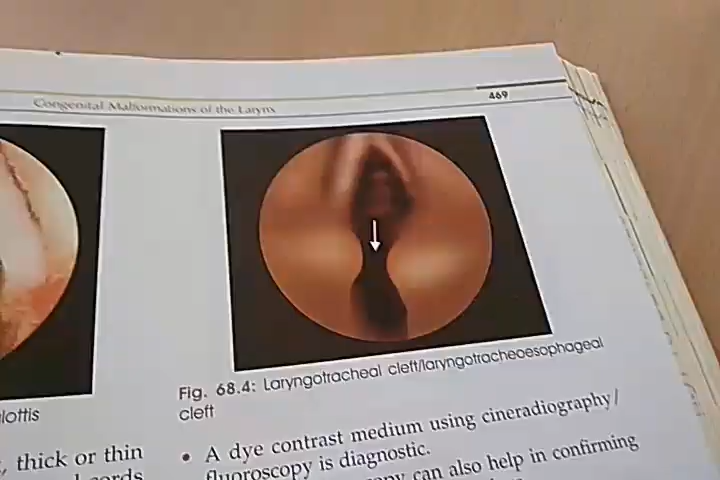 Congenital Malformations of the Larynx
469
lottis
, thick or thin
cords
Fig. 68.4: Laryngotracheal cleft/laryngotracheoesophageal
cleft
• A dye contrast medium using cineradiography/
fluoroscopy is diagnostic.
can also help in confirming